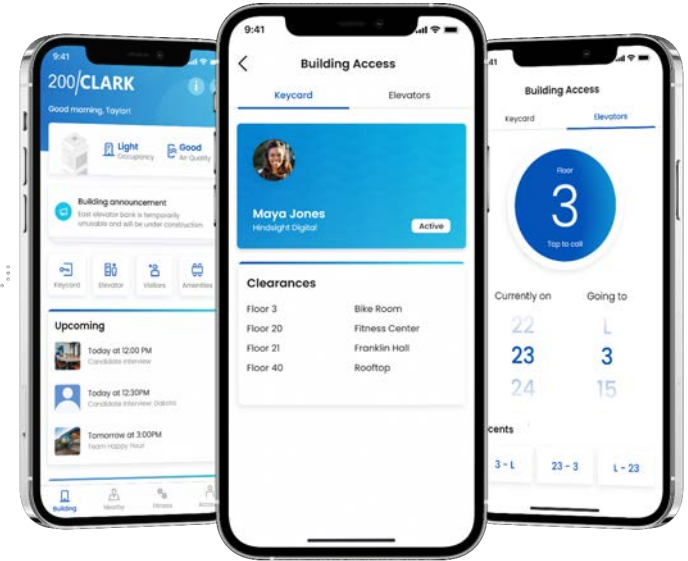 9:41
200/CLARK
Good morning, Taylor!
Light
Occupancy
Good
Air Quality
Building announcement
East elevator bank is temporarily
unusable and will be under construction.
Keycard
Elevator
Visitors
Amenities
Upcoming
Today at 12:00 PM
Candidate Interview
Today at 12:30PM
Candidate Interview: Dakota
Tomorrow at 3:00PM
Team Happy Hour
Building
Nearby
Fitness
9:41
Building Access
Keycard
Elevators
Maya Jones
Hindsight Digital
Active
Clearances
Floor 3
Bike Room
Floor 20
Fitness Center
Floor 21
Franklin Hall
Floor 40
Rooftop
41
Building Access
Keycard
Elevators
Floor
3
Tap to call
Currently on
Going to
22
L
23
3
24
15
cents
3 - L
23 - 3
L - 23